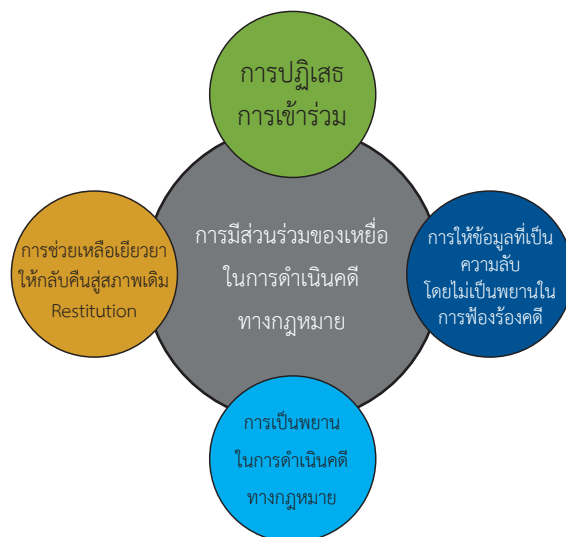 การปฏิเสธ
การเข้าร่วม
การมีส่วนร่วมของเหยื่อ
ในการดำเนินคดี
ทางกฎหมาย
การช่วยเหลือเยียวยา
ให้กลับคืนสู่สภาพเดิม
Restitution
การให้ข้อมูลที่เป็น
ความลับ
โดยไม่เป็นพยานใน
การฟ้องร้องคดี
การเป็นพยาน
ในการดำเนินคดี
ทางกฎหมาย